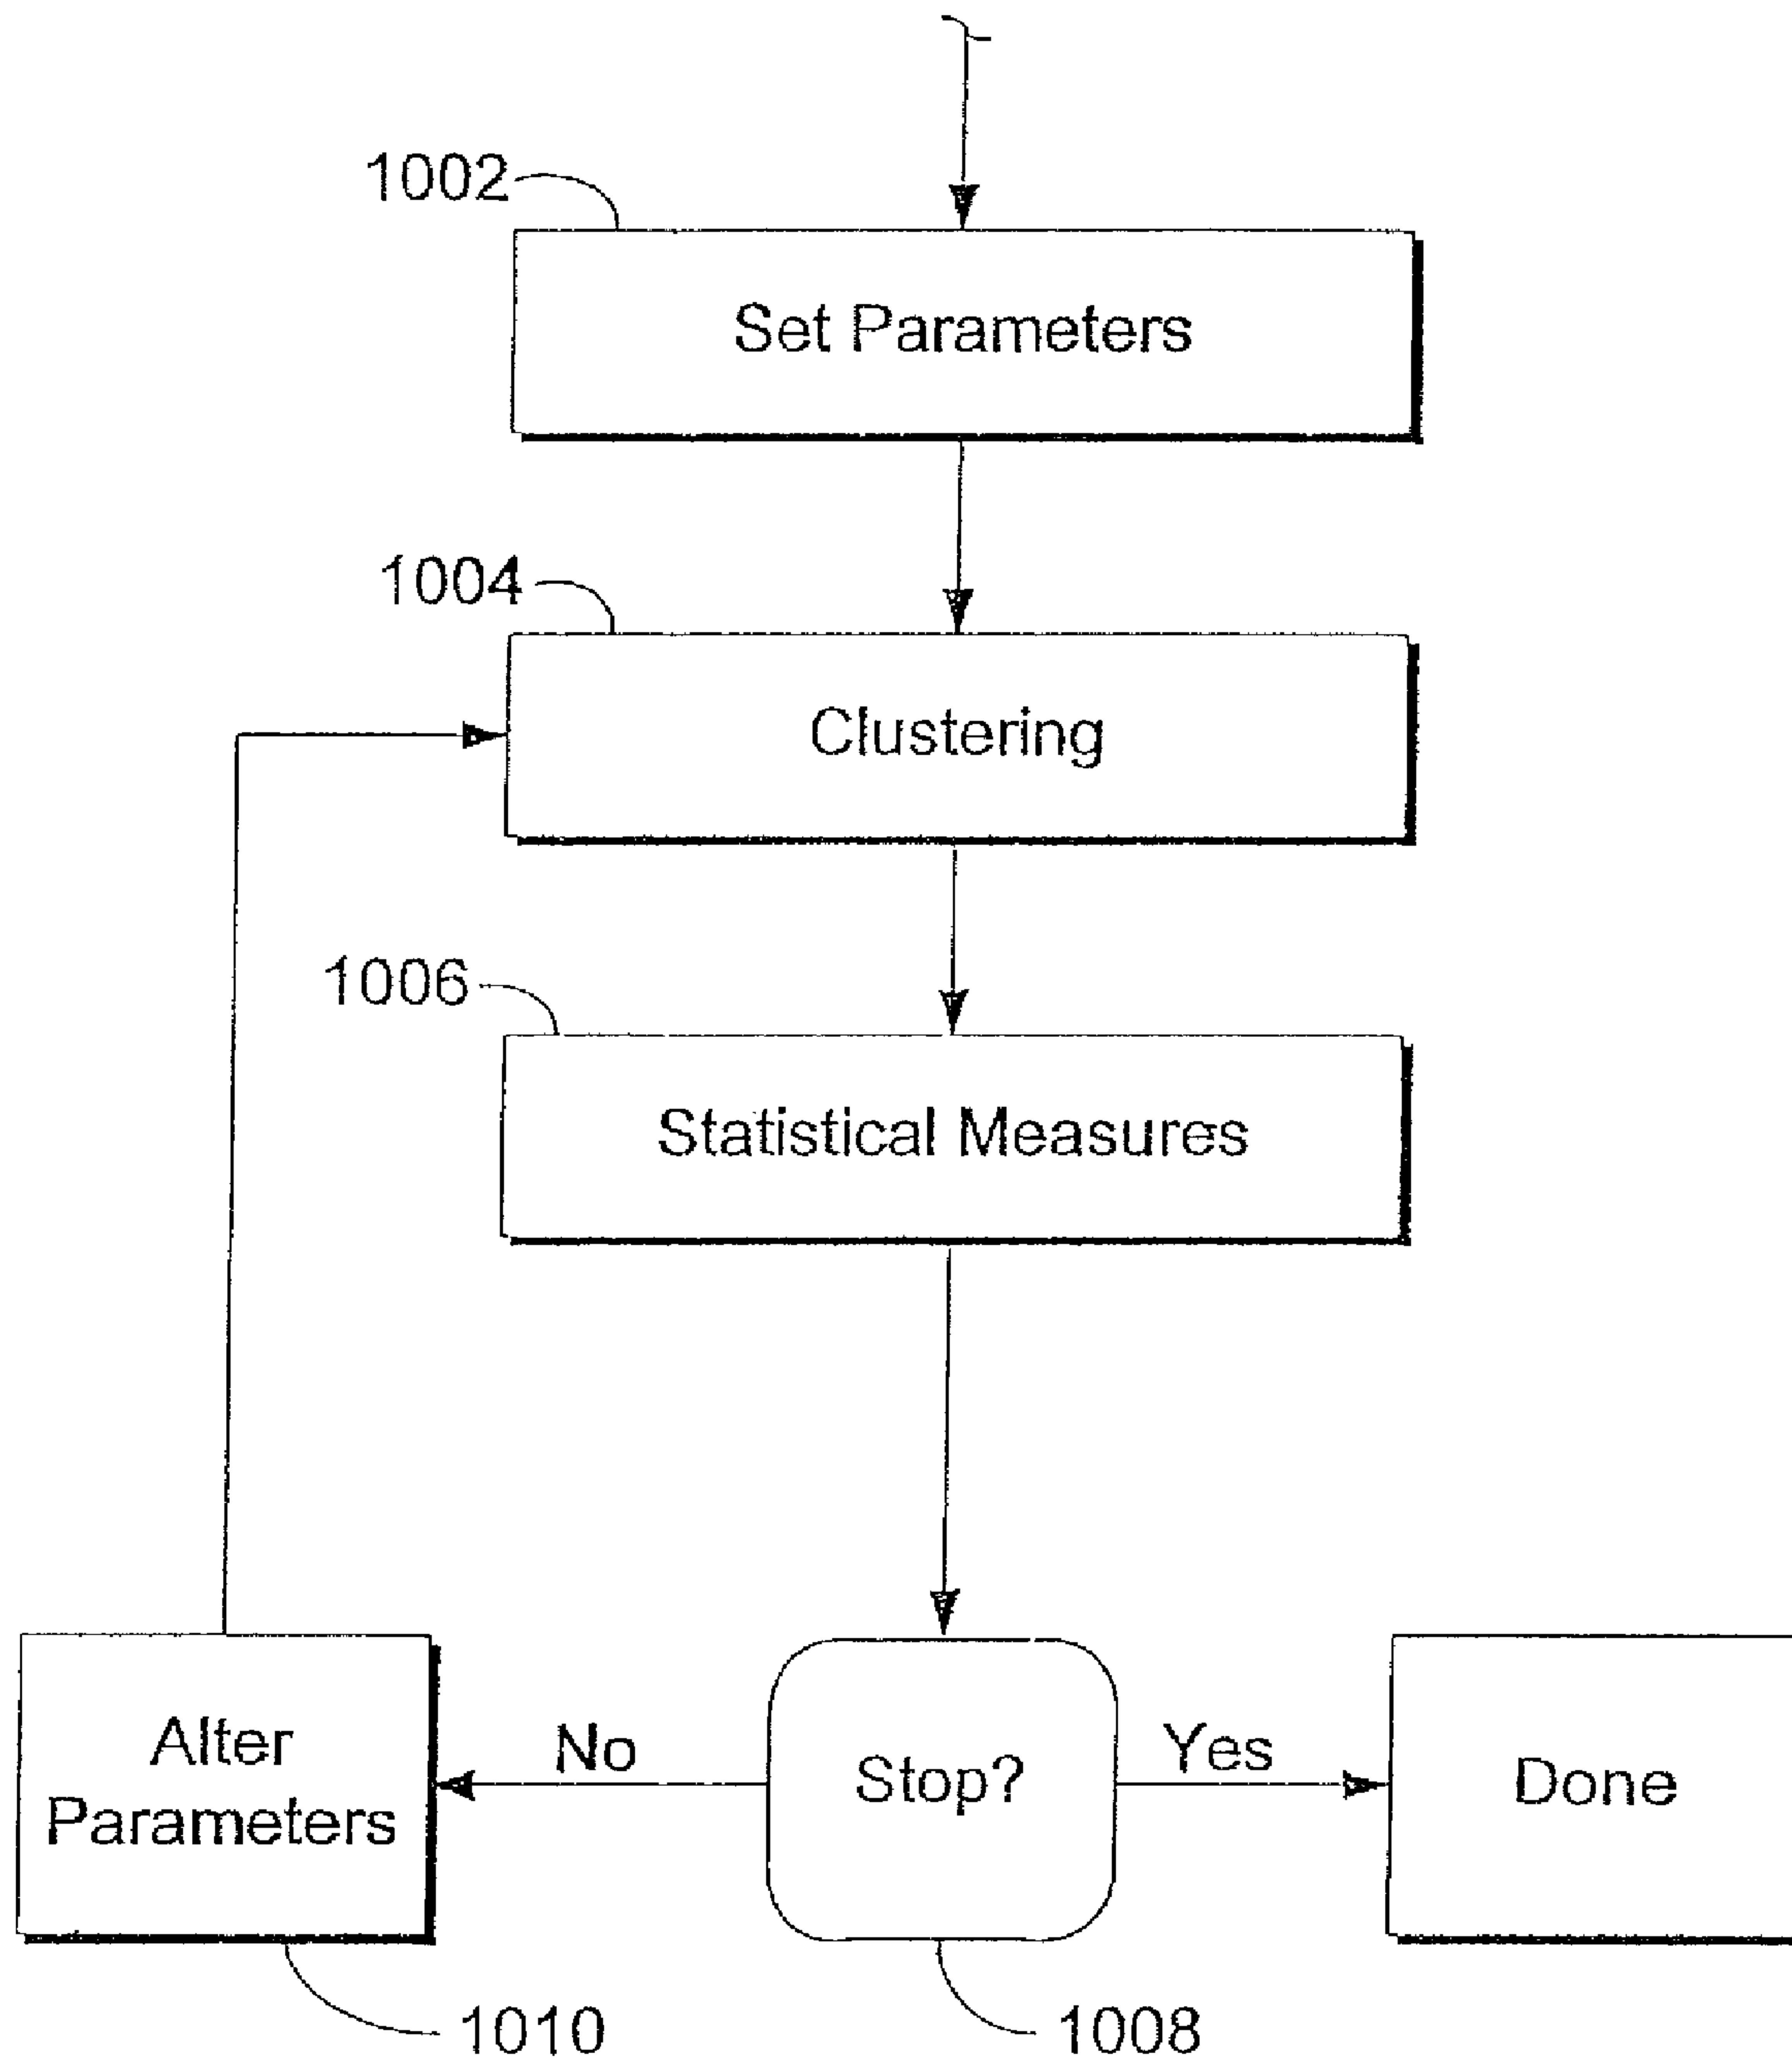 1002
Set Parameters
1004
Clustering
1006
Statistical Measures
Alter
Parameters
No
Stop?
Yes
Done
1010
1008